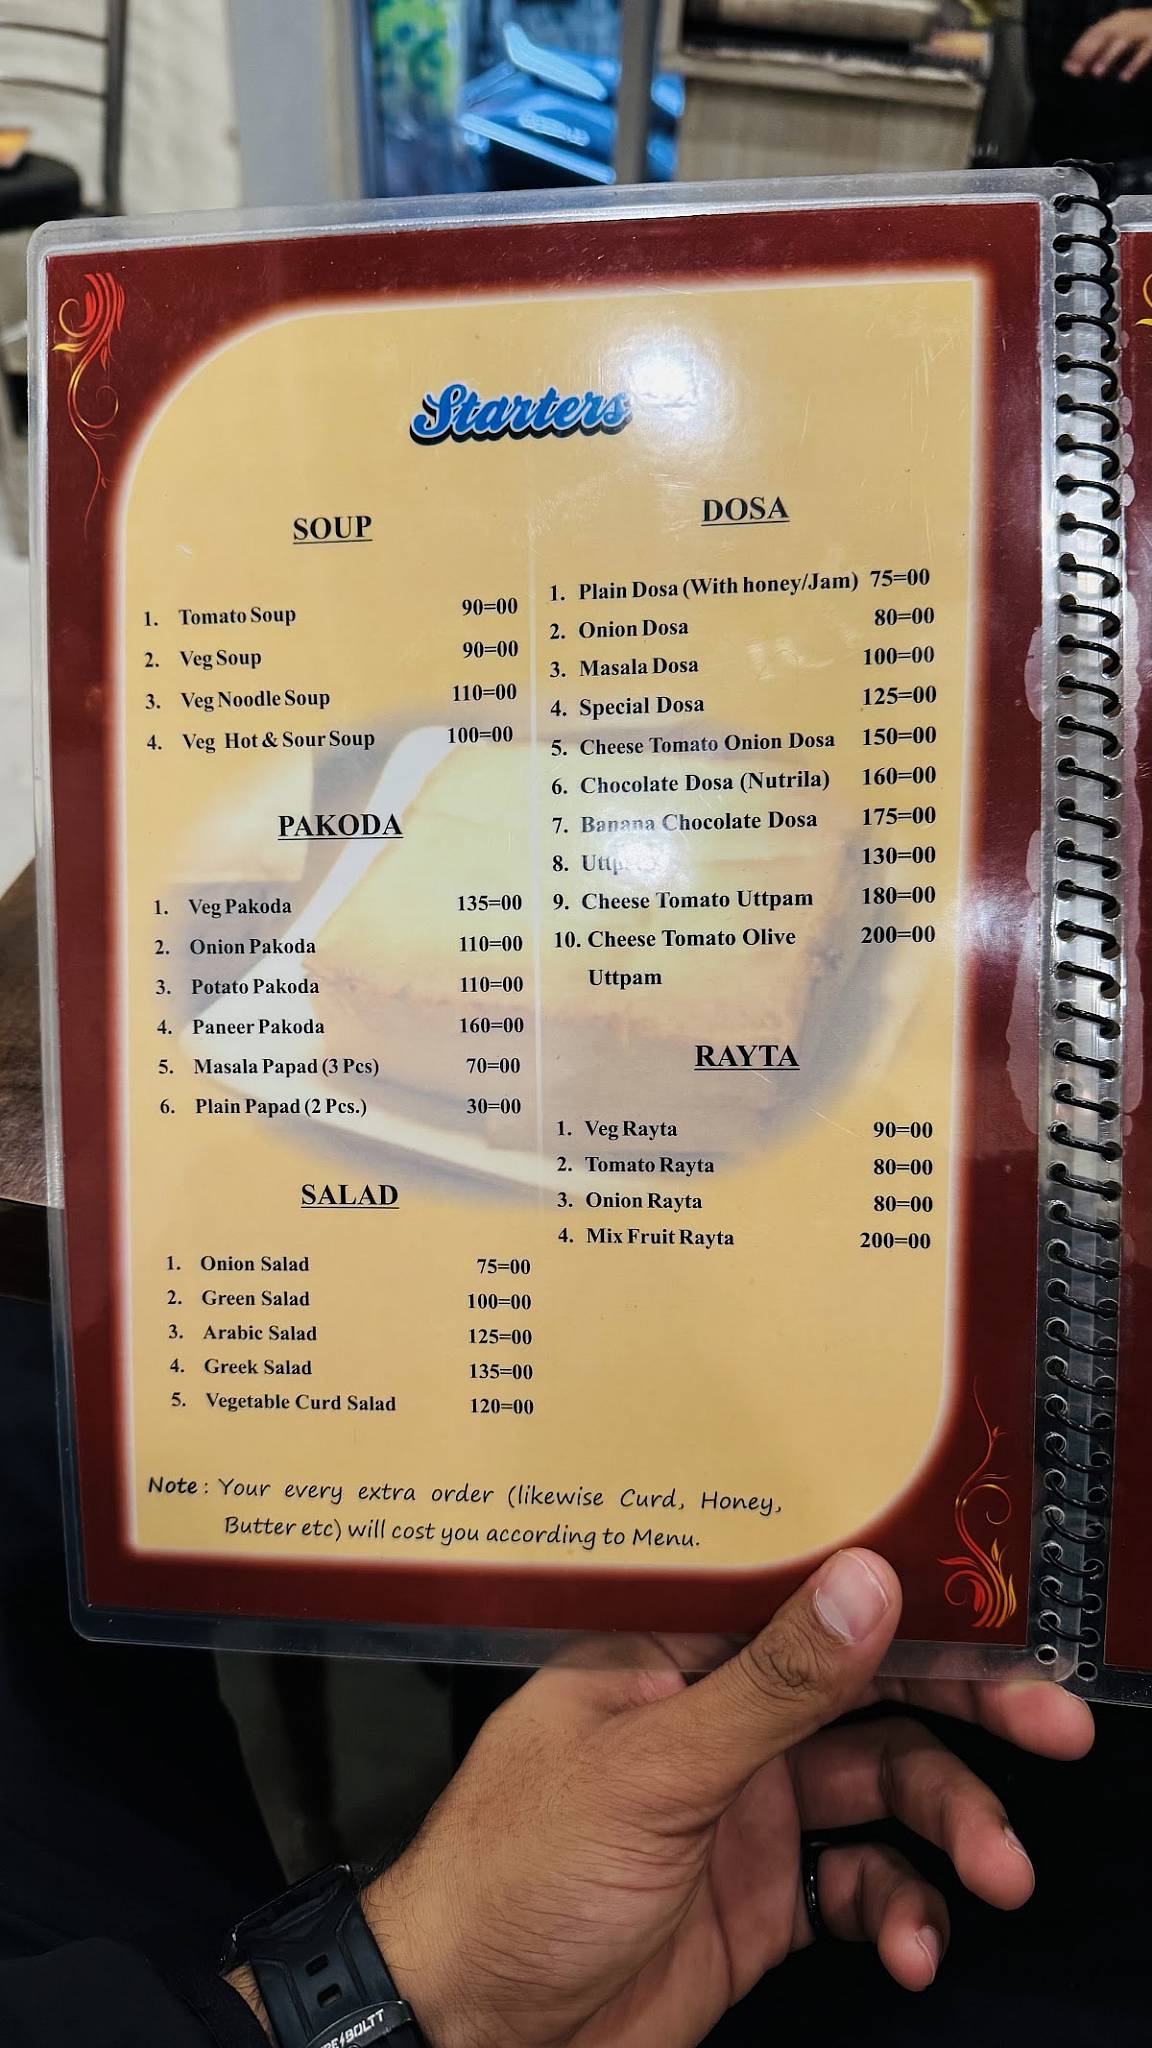 Starters
SOUP
1. Tomato Soup 90=00
2. Veg Soup 90=00
3. Veg Noodle Soup 110=00
4. Veg Hot & Sour Soup 100=00
PAKODA
1. Veg Pakoda 135=00
2. Onion Pakoda 110=00
3. Potato Pakoda 110=00
4. Paneer Pakoda 160=00
5. Masala Papad (3 Pcs) 70=00
6. Plain Papad (2 Pcs.) 30=00
SALAD
1. Onion Salad 75=00
2. Green Salad 100=00
3. Arabic Salad 125=00
4. Greek Salad 135=00
5. Vegetable Curd Salad 120=00
DOSA
1. Plain Dosa (With honey/Jam) 75=00
2. Onion Dosa 80=00
3. Masala Dosa 100=00
4. Special Dosa 125=00
5. Cheese Tomato Onion Dosa 150=00
6. Chocolate Dosa (Nutrila) 160=00
7. Banana Chocolate Dosa 175=00
8. 130=00
9. Cheese Tomato Uttpam 180=00
10. Cheese Tomato Olive 200=00
Uttpam
RAYTA
1. Veg Rayta 90=00
2. Tomato Rayta 80=00
3. Onion Rayta 80=00
4. Mix Fruit Rayta 200=00
Note : Your every extra order (likewise Curd, Honey,
Butter etc) will cost you according to Menu.